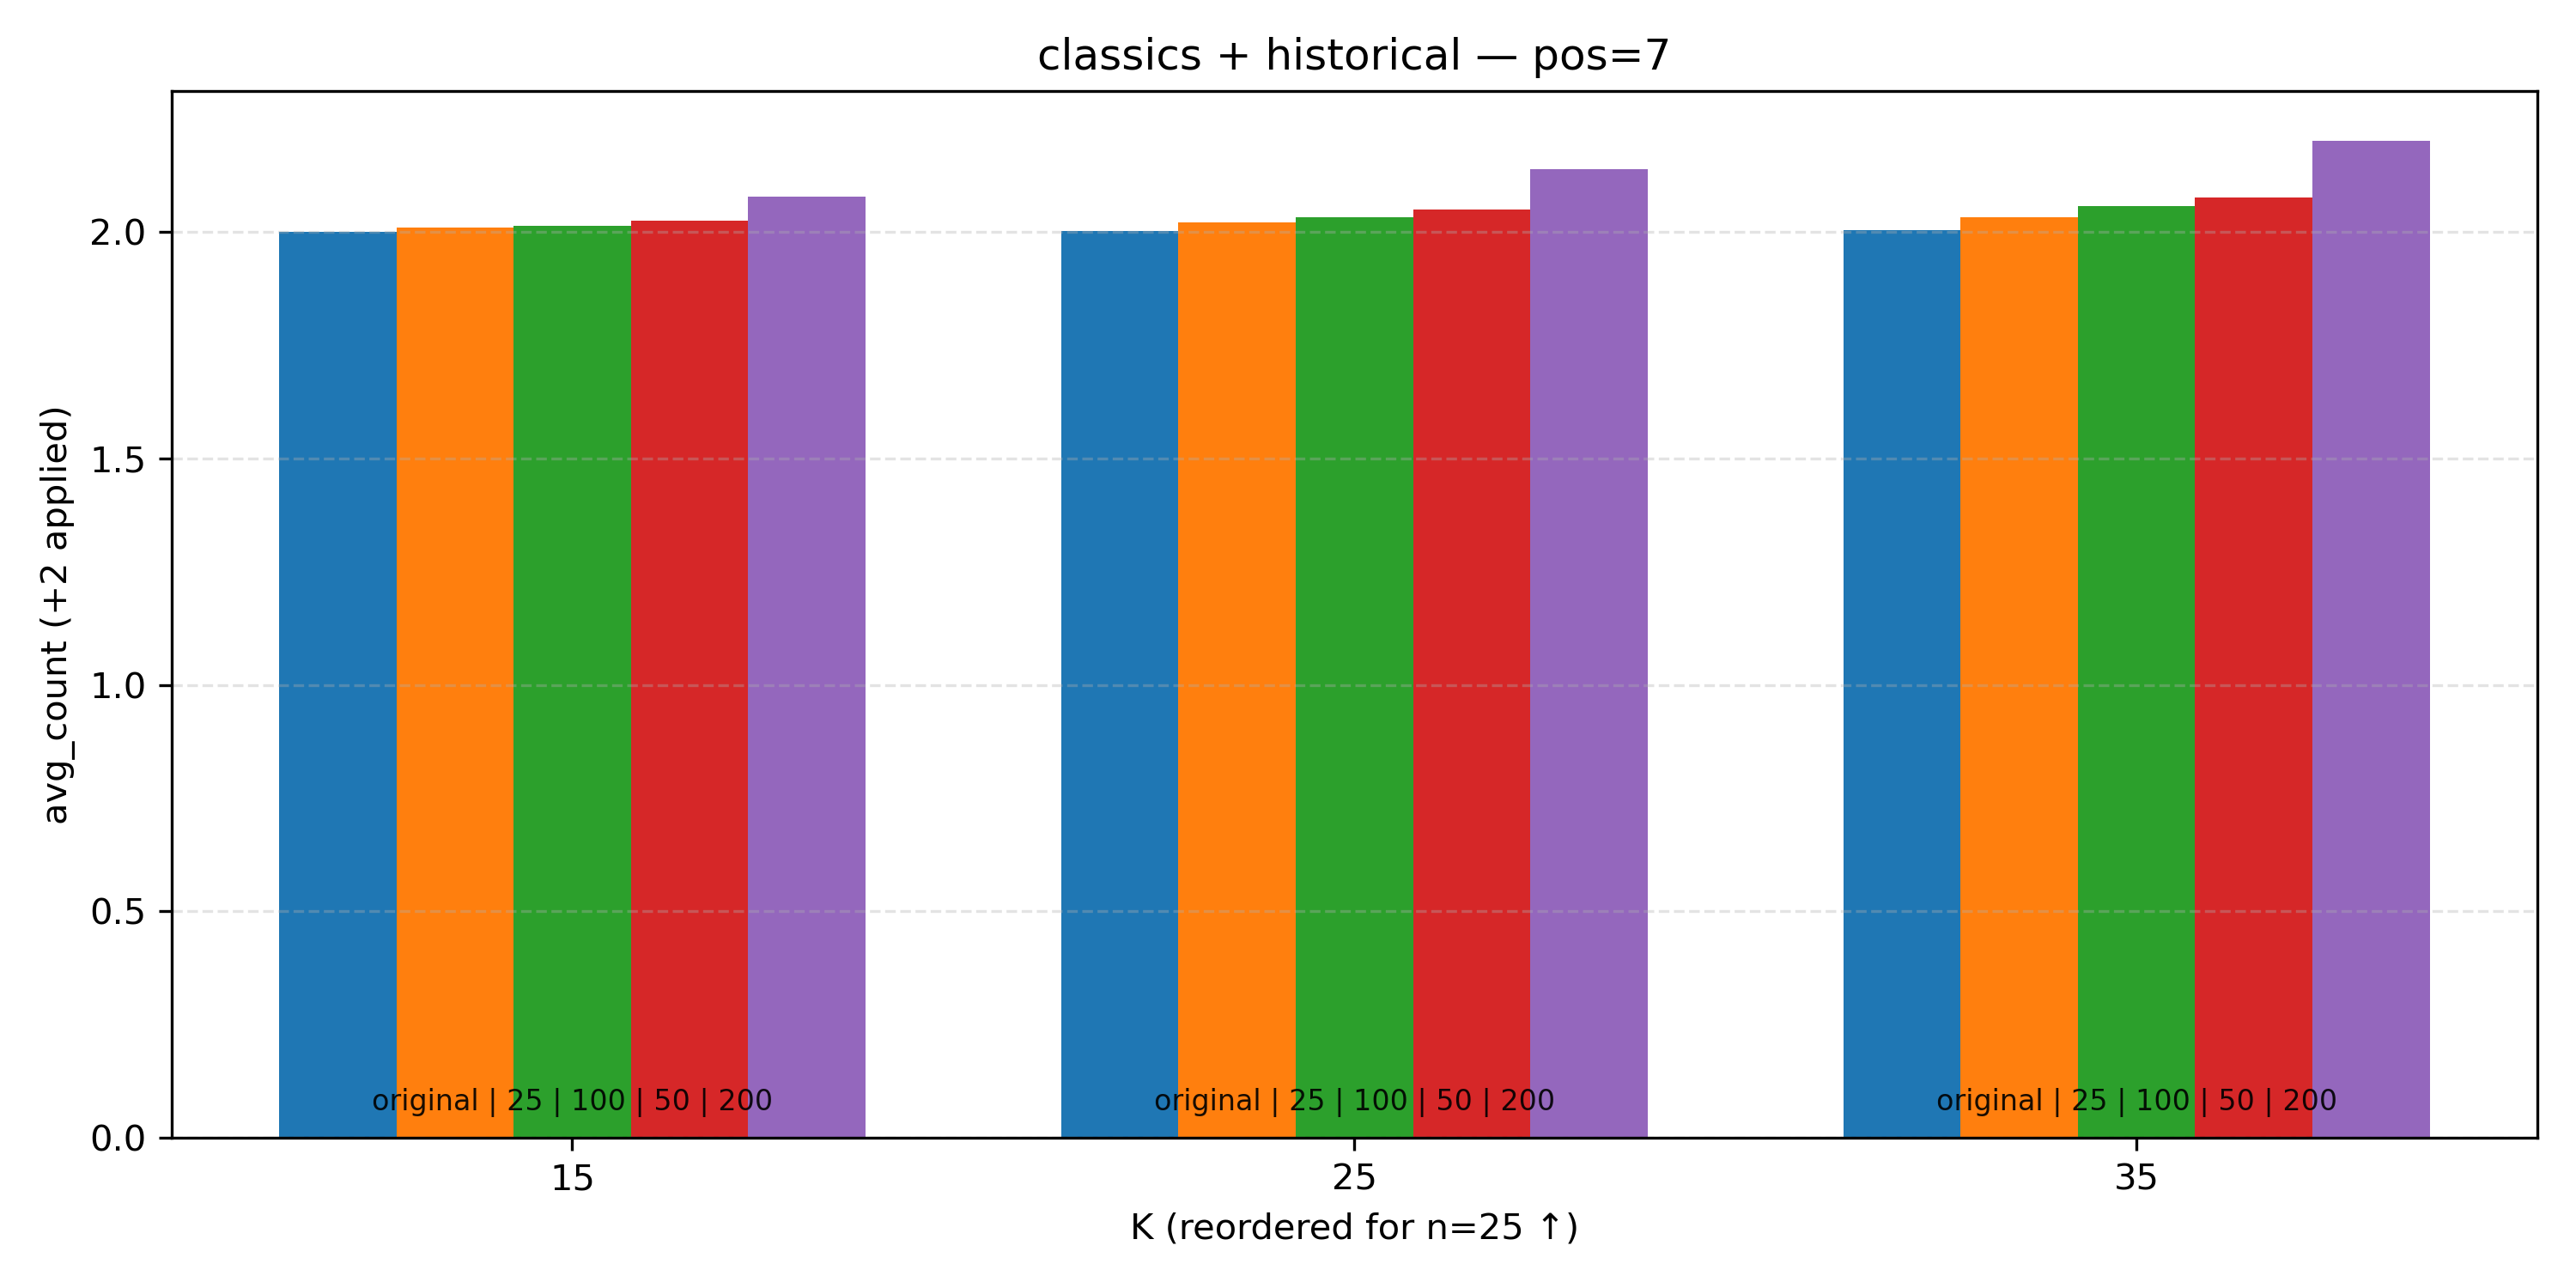 classics + historical — pos=7
avg_count (+2 applied)
2.0
1.5
1.0
0.5
0.0
original | 25 | 100 | 50 | 200
original | 25 | 100 | 50 | 200
original | 25 | 100 | 50 | 200
15
25
35
K (reordered for n=25 ↑)